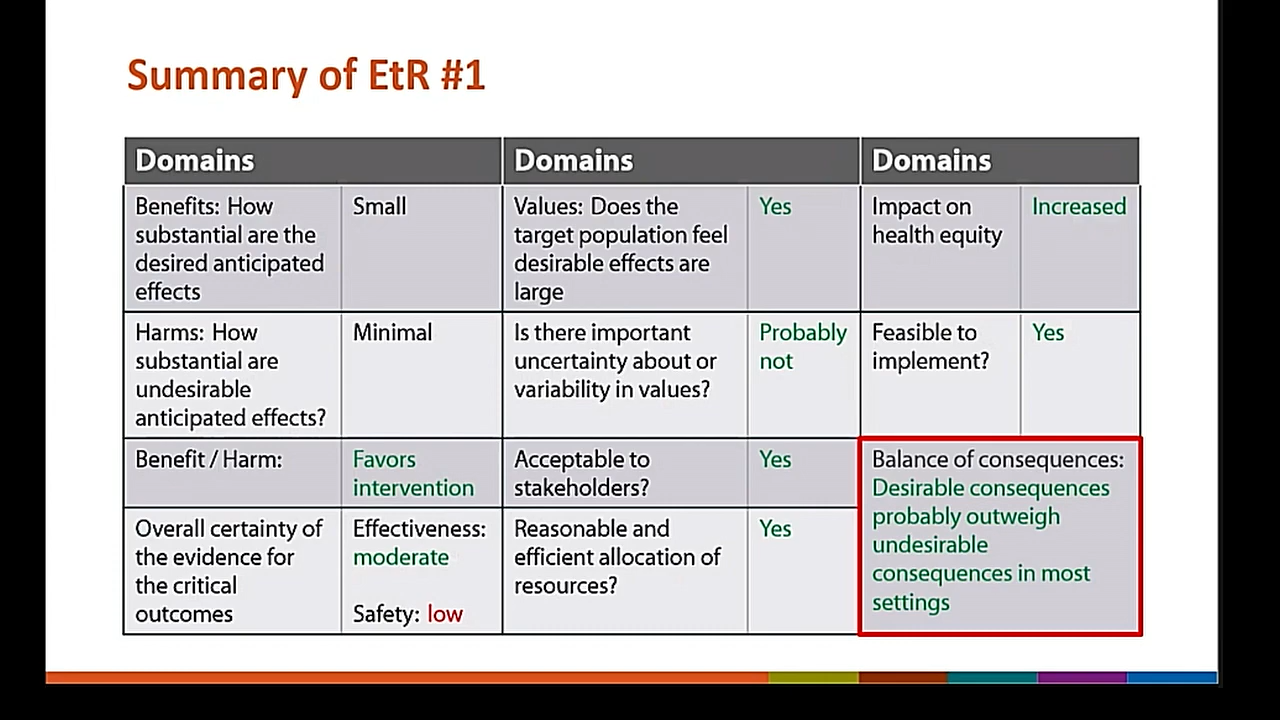 Summary of EtR #1
Domains
Domains
Domains
Benefits: How
substantial are the
desired anticipated
effects
Small
Values: Does the
target population feel
desirable effects are
large
Yes
Impact on
health equity
Increased
Harms: How
substantial are
undesirable
anticipated effects?
Minimal
Is there important
uncertainty about or
variability in values?
Probably
not
Feasible to
implement?
Yes
Benefit / Harm:
Favors
intervention
Acceptable to
stakeholders?
Yes
Balance of consequences:
Desirable consequences
probably outweigh
undesirable
consequences in most
settings
Overall certainty of
the evidence for
the critical
outcomes
Effectiveness:
moderate
Safety: low
Reasonable and
efficient allocation of
resources?
Yes